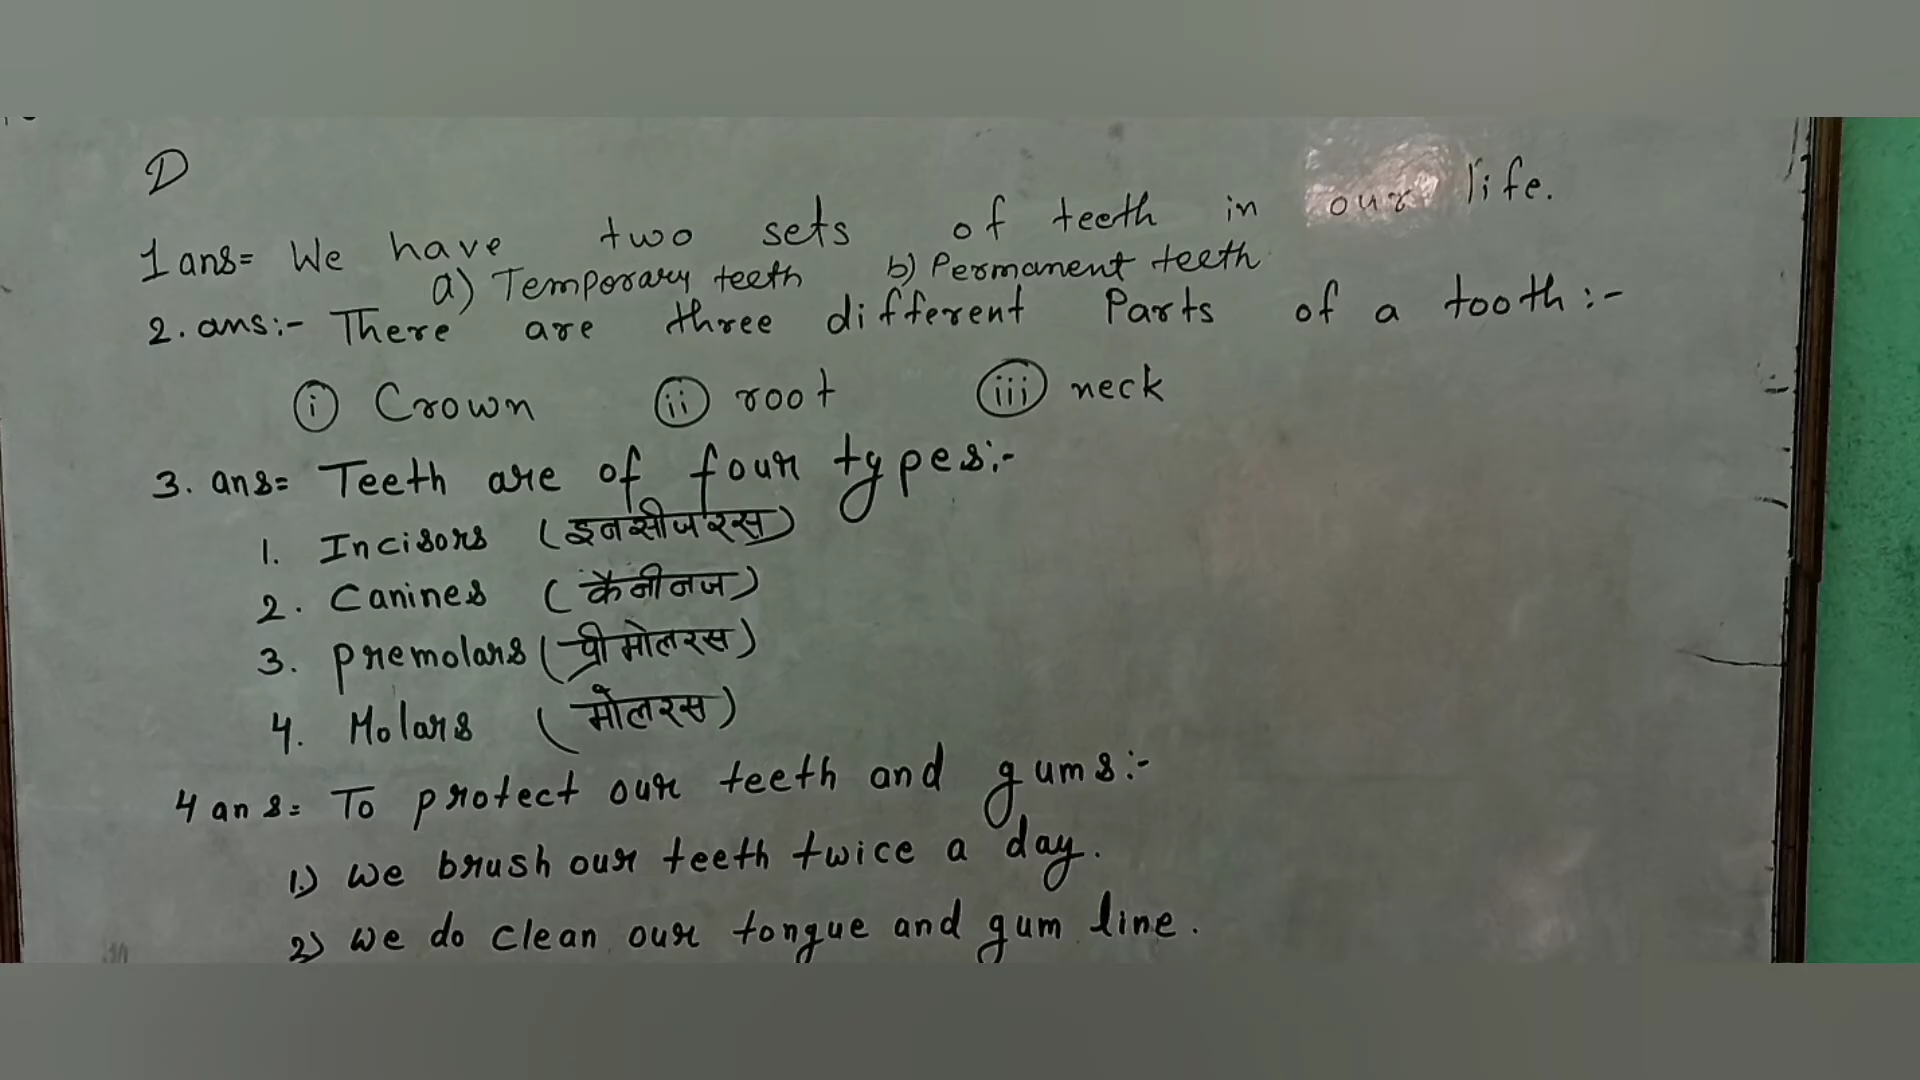 D
1 ans= We have two sets of teeth in our life.
a) Temporary teeth b) Permanent teeth
2. ans:- There are three different Parts of a tooth:-
i Crown ii root iii neck
3. ans= Teeth are of four types:-
1. Incisors (इनसीजरस)
2. Canines (कैनीनज)
3. Premolars (प्रीमोलरस)
4. Molars (मोलरस)
4 ans= To protect our teeth and gums:-
1.) We brush our teeth twice a day.
2) We do clean our tongue and gum line.